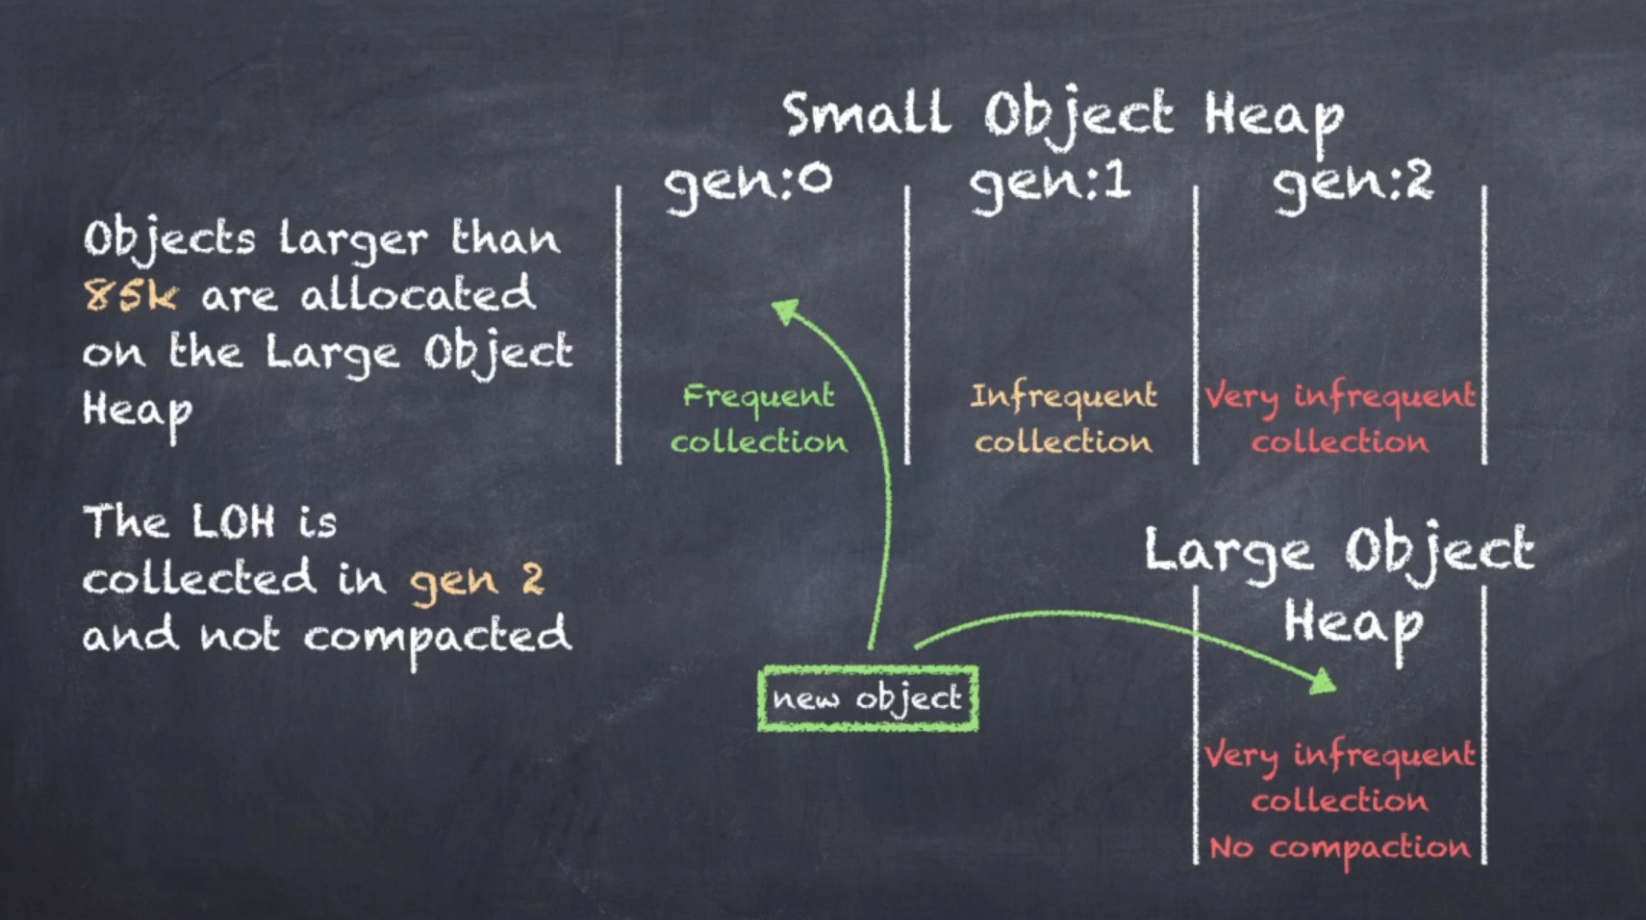 Small Object Heap
gen:0
gen:1
gen:2
Objects larger than
85k are allocated
on the Large Object
Heap
Frequent
collection
Infrequent
collection
Very infrequent
collection
The LOH is
collected in gen 2
and not compacted
Large Object
Heap
new object
Very infrequent
collection
No compaction